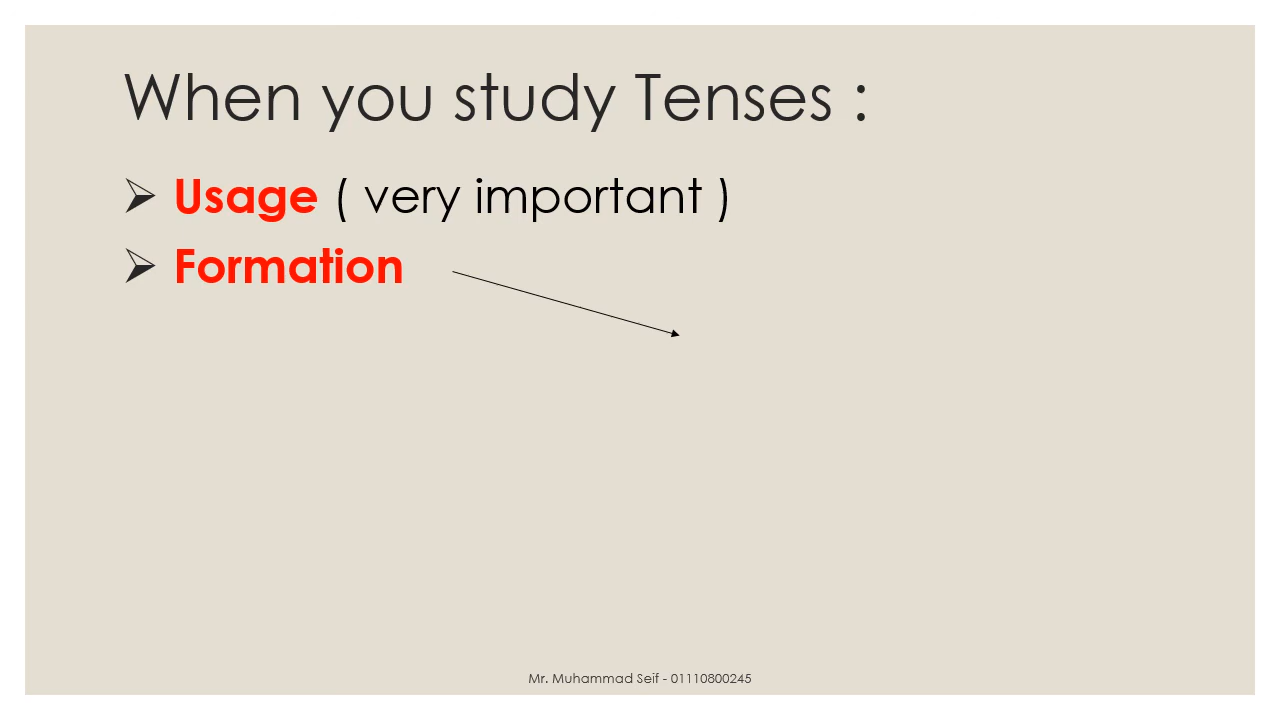 When you study Tenses :
Usage ( very important )
Formation
Mr. Muhammad Seif - 01110800245